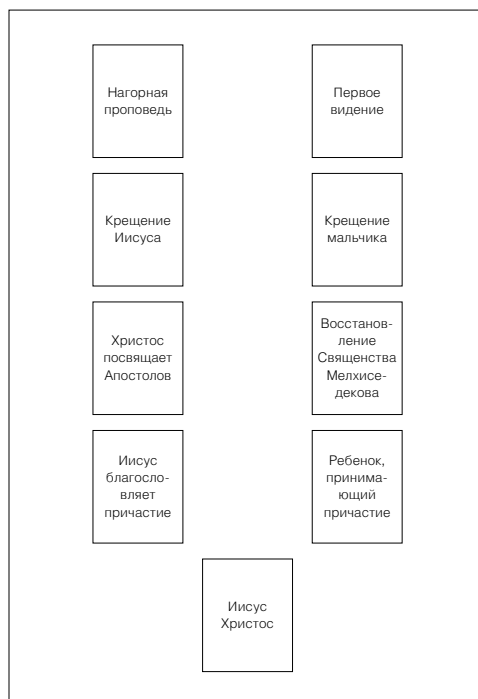 Нагорная
проповедь
Первое
видение
Крещение
Иисуса
Крещение
мальчика
Христос
посвящает
Апостолов
Восстанов-
ление
Священства
Мелхисе-
декова
Иисус
благосло-
вляет
причастие
Ребенок,
принима-
ющий
причастие
Иисус
Христос